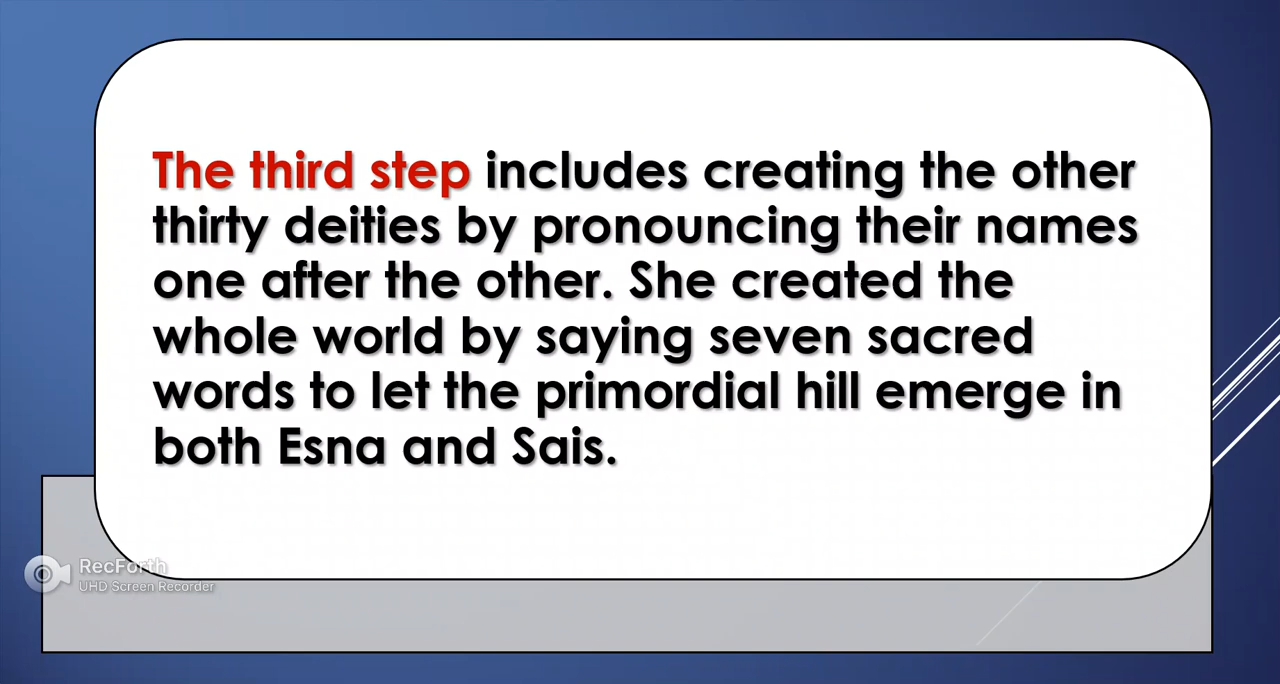 The third step includes creating the other
thirty deities by pronouncing their names
one after the other. She created the
whole world by saying seven sacred
words to let the primordial hill emerge in
both Esna and Sais.
RecForth
UHD Screen Recorder